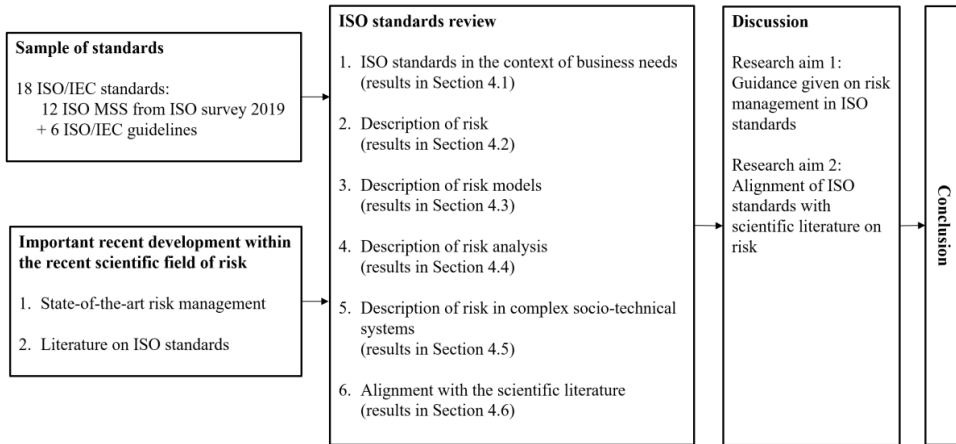 Sample of standards
18 ISO/IEC standards:
12 ISO MSS from ISO survey 2019
+ 6 ISO/IEC guidelines
Important recent development within
the recent scientific field of risk
1. State-of-the-art risk management
2. Literature on ISO standards
ISO standards review
1. ISO standards in the context of business needs
(results in Section 4.1)
2. Description of risk
(results in Section 4.2)
3. Description of risk models
(results in Section 4.3)
4. Description of risk analysis
(results in Section 4.4)
5. Description of risk in complex socio-technical
systems
(results in Section 4.5)
6. Alignment with the scientific literature
(results in Section 4.6)
Discussion
Research aim 1:
Guidance given on risk
management in ISO
standards
Research aim 2:
Alignment of ISO
standards with
scientific literature on
risk
Conclusion